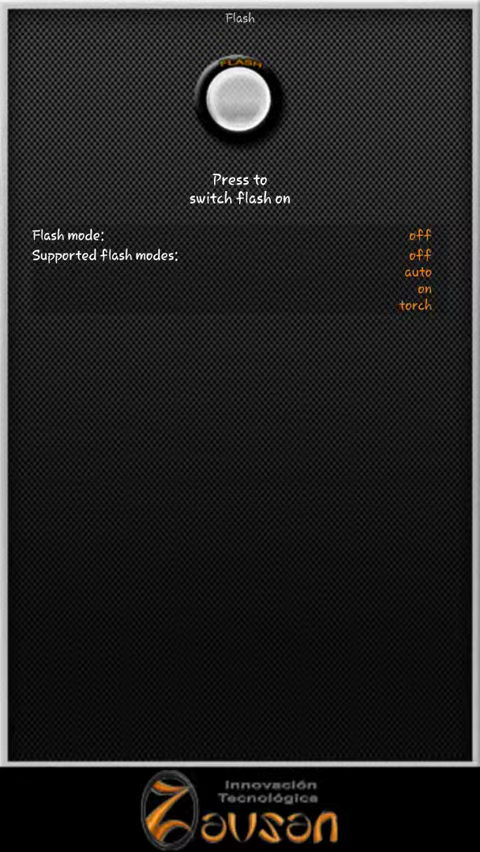 Flash
FLASH
Press to
switch flash on
Flash mode: off
Supported flash modes: off
auto
on
torch
Innovación
Tecnológica
Zausan